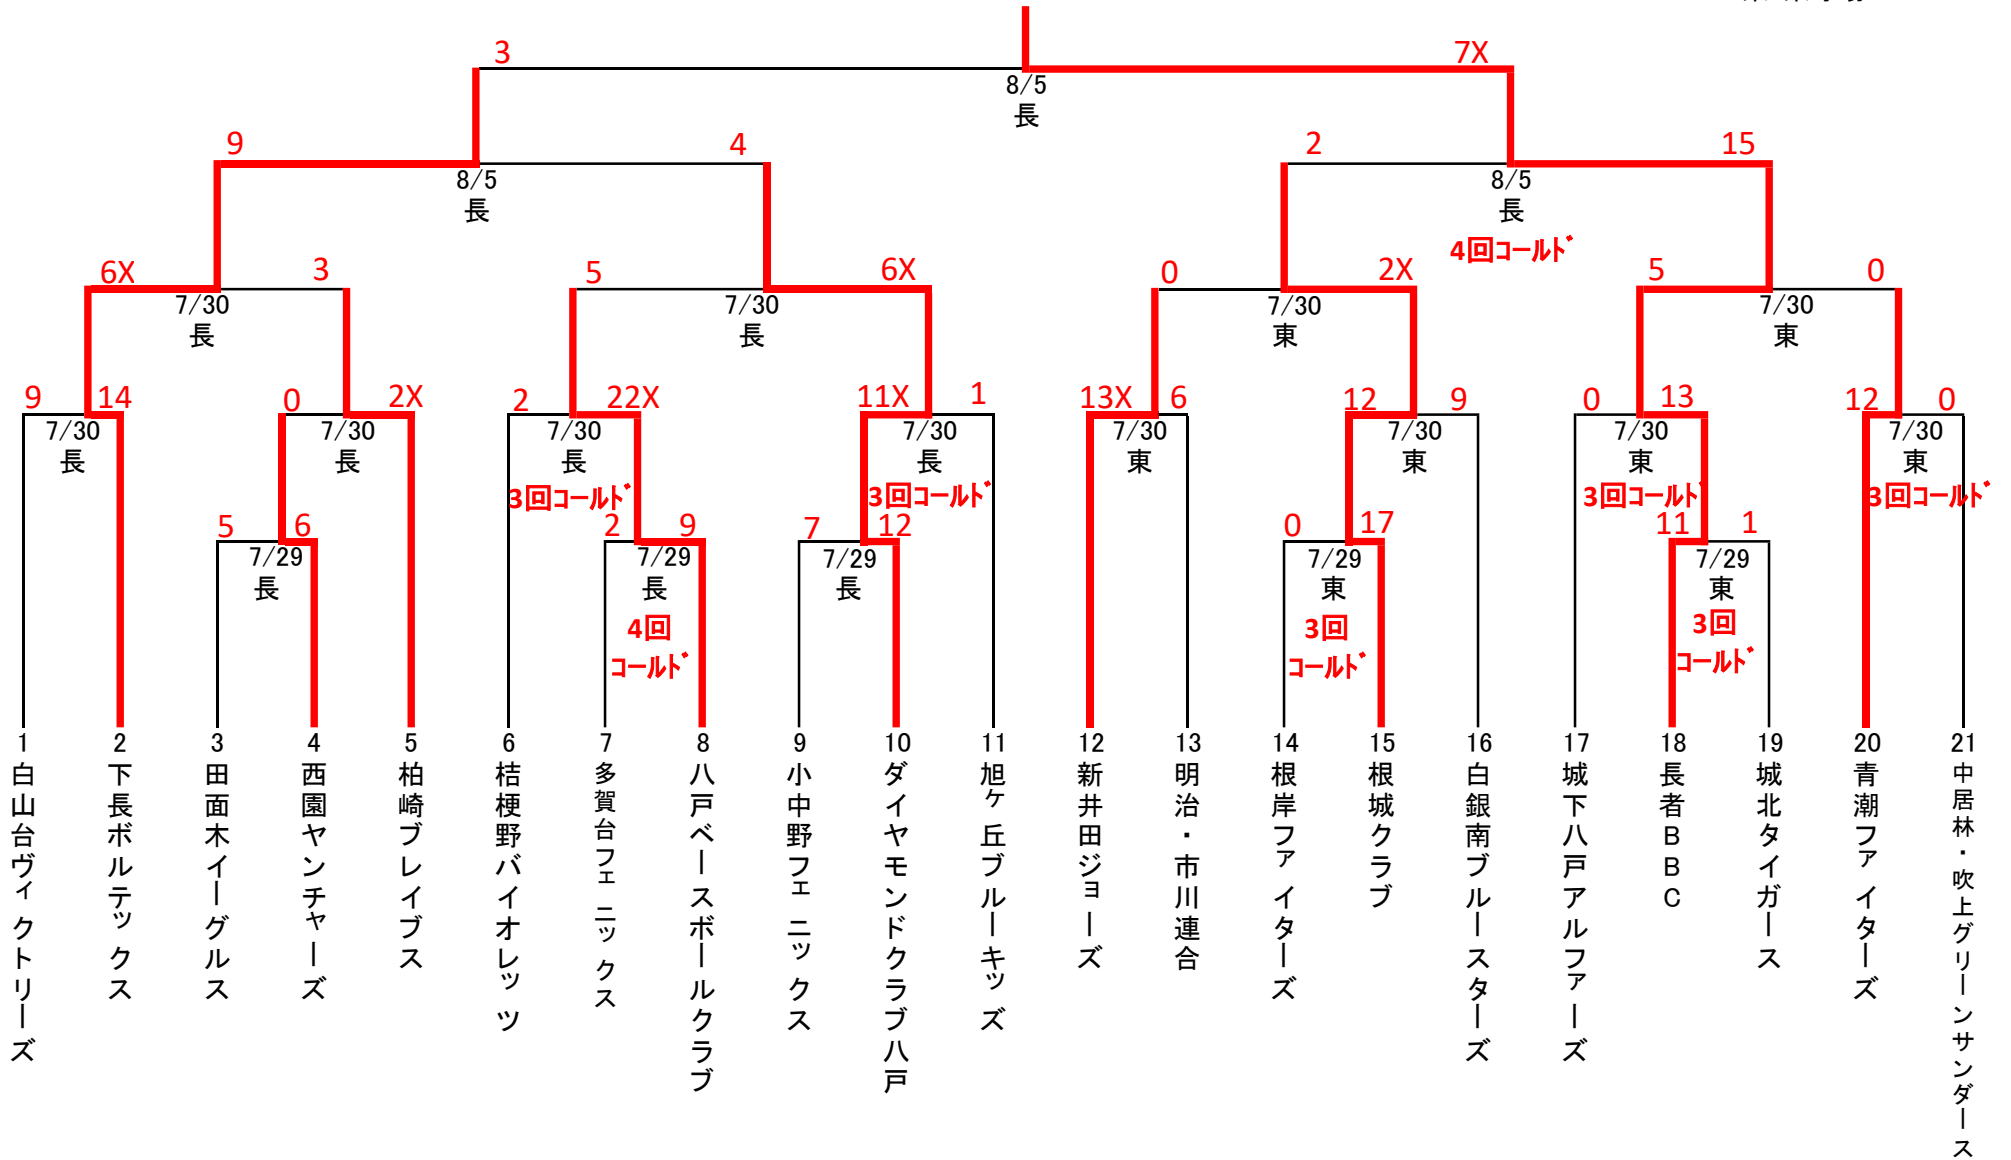 3
7X
8/5
長
9
4
2
15
8/5
長
8/5
長
4回コールド
6X
3
5
6X
0
2X
5
0
7/30
長
7/30
長
7/30
東
7/30
東
9
14
0
2X
2
22X
11X
1
13X
6
12
9
0
13
12
0
7/30
長
7/30
長
7/30
長
7/30
長
7/30
東
7/30
東
7/30
東
7/30
東
3回コールド
3回コールド
3回コールド
3回コールド
5
6
2
9
7
12
0
17
11
1
7/29
長
7/29
長
7/29
長
7/29
東
7/29
東
4回
コールド
3回
コールド
3回
コールド
1
白山台ヴィクトリーズ
2
下長ボルテックス
3
田面木イーグルス
4
西園ヤンチャーズ
5
柏崎ブレイブス
6
桔梗野バイオレッツ
7
多賀台フェニックス
8
八戸ベースボールクラブ
9
小中野フェニックス
10
ダイヤモンドクラブ八戸
11
旭ケ丘ブルーキッズ
12
新井田ジョーズ
13
明治・市川連合
14
根岸ファイターズ
15
根城クラブ
16
白銀南ブルースターズ
17
城下八戸アルファーズ
18
長者BBC
19
城北タイガース
20
青潮ファイターズ
21
中居林・吹上グリーンサンダース